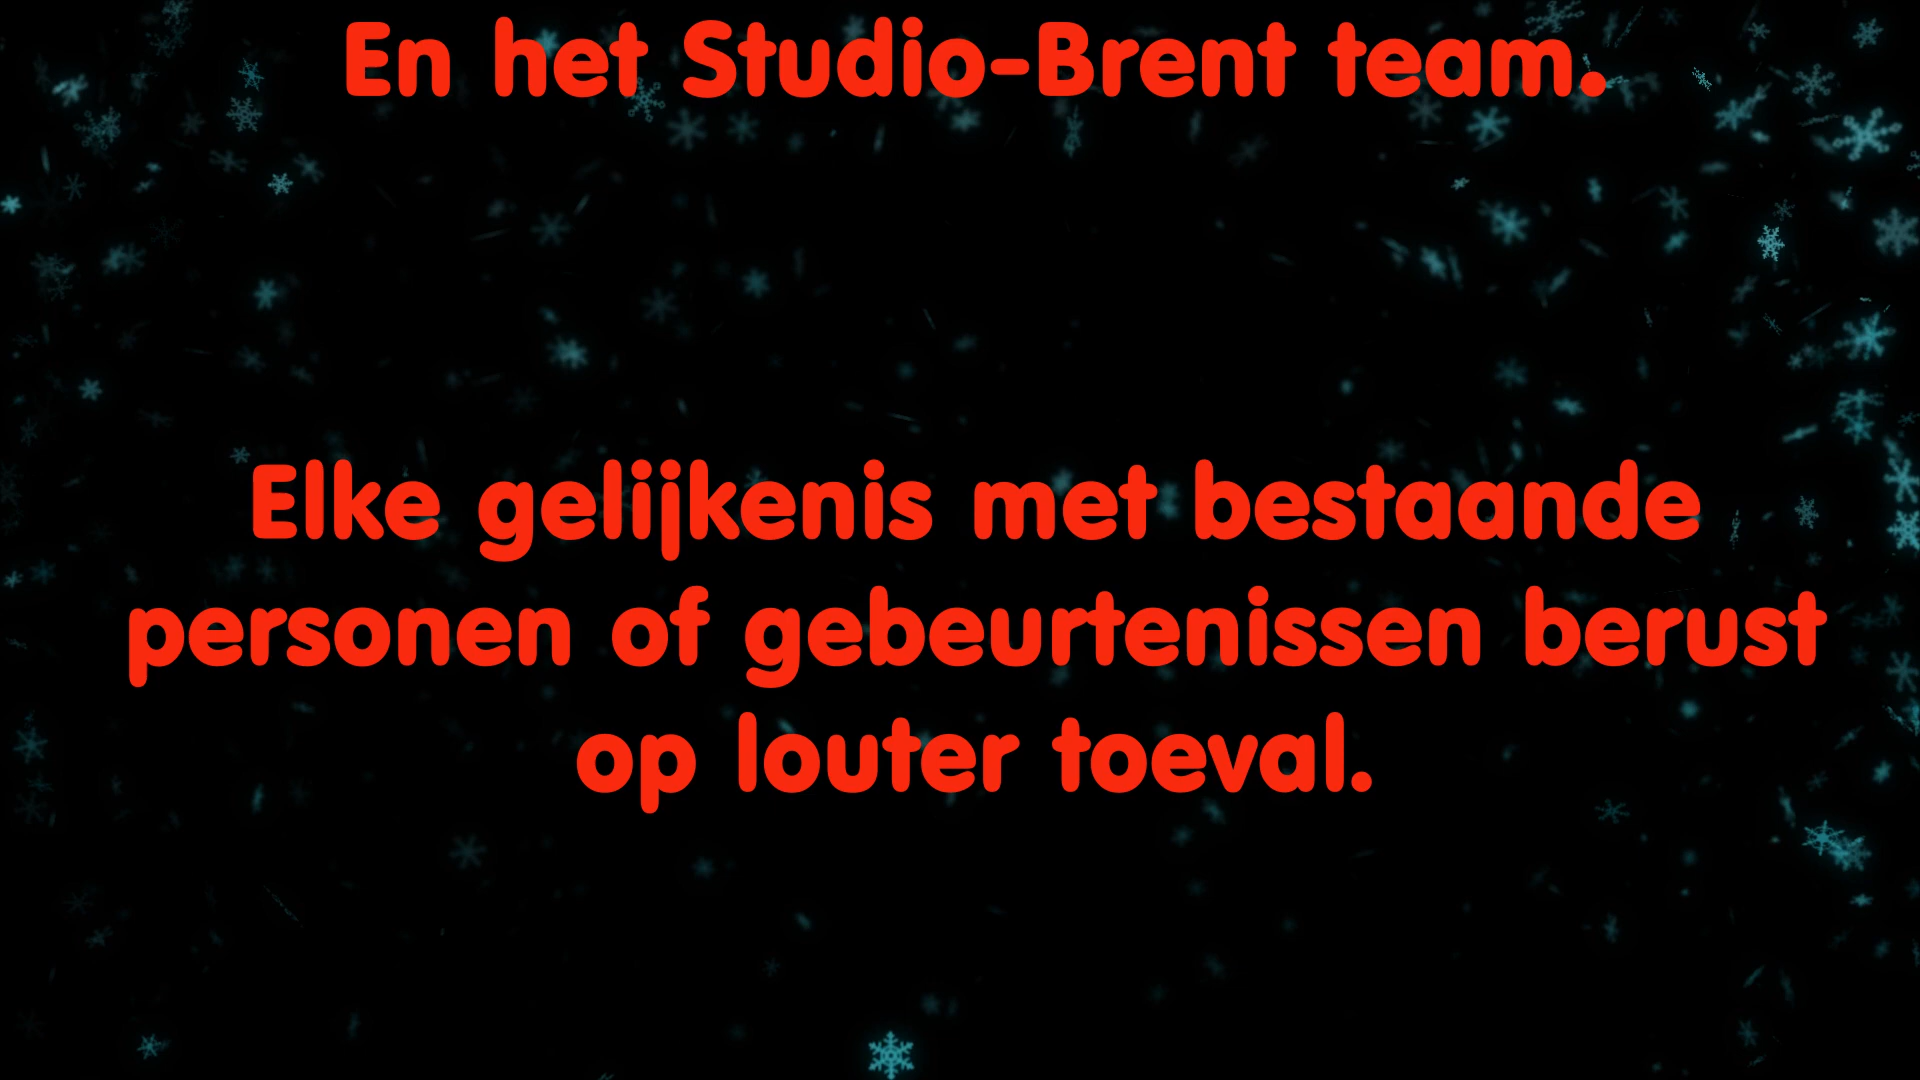 En het Studio-Brent team.
Elke gelijkenis met bestaande
personen of gebeurtenissen berust
op louter toeval.